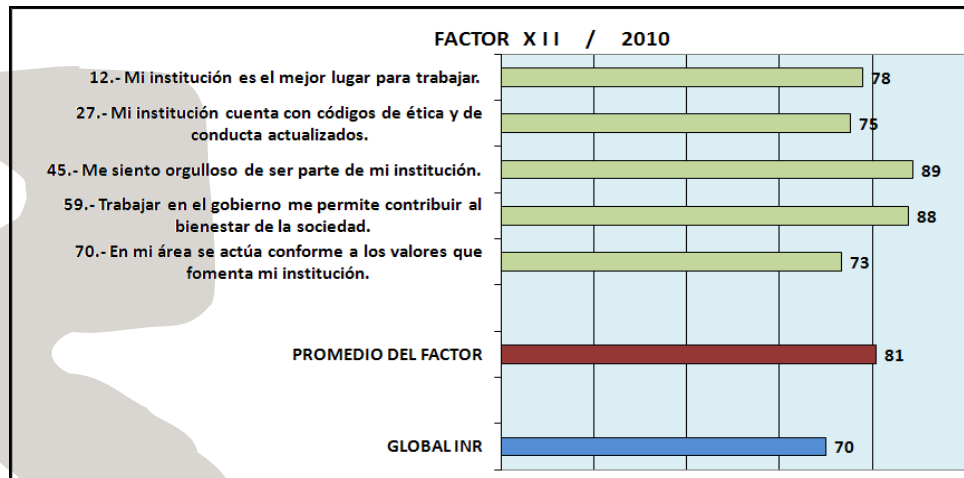 FACTOR X I I / 2010
12.- Mi institución es el mejor lugar para trabajar.
78
27.- Mi institución cuenta con códigos de ética y de
conducta actualizados.
75
45.- Me siento orgulloso de ser parte de mi institución.
89
59.- Trabajar en el gobierno me permite contribuir al
bienestar de la sociedad.
88
70.- En mi área se actúa conforme a los valores que
fomenta mi institución.
73
PROMEDIO DEL FACTOR
81
GLOBAL INR
70